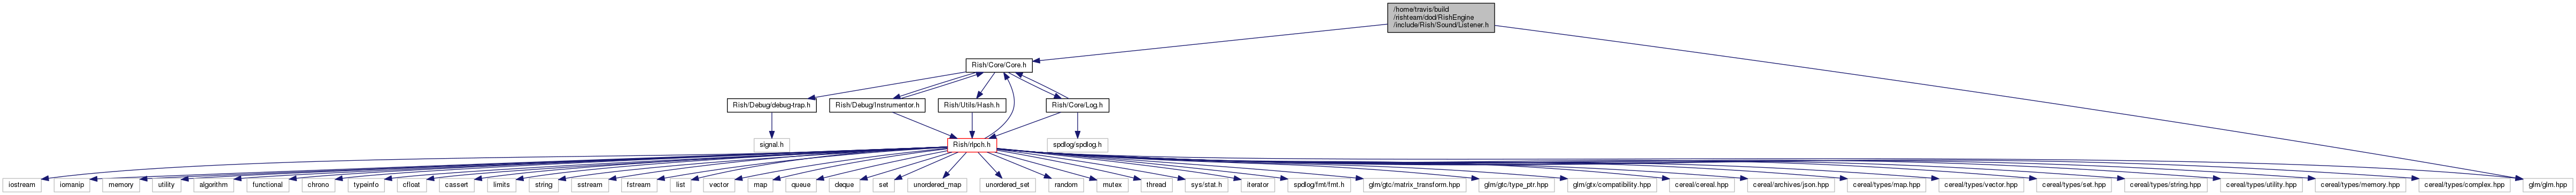 /home/travis/build
/rishteam/dod/RishEngine
/include/Rish/Sound/Listener.h
Rish/Core/Core.h
Rish/Debug/debug-trap.h
Rish/Debug/Instrumentor.h
Rish/Utils/Hash.h
Rish/Core/Log.h
signal.h
Rish/rlpch.h
spdlog/spdlog.h
iostream
iomanip
memory
utility
algorithm
functional
chrono
typeinfo
cfloat
cassert
limits
string
sstream
fstream
list
vector
map
queue
deque
set
unordered_map
unordered_set
random
mutex
thread
sys/stat.h
iterator
spdlog/fmt/fmt.h
glm/gtc/matrix_transform.hpp
glm/gtc/type_ptr.hpp
glm/gtx/compatibility.hpp
cereal/cereal.hpp
cereal/archives/json.hpp
cereal/types/map.hpp
cereal/types/vector.hpp
cereal/types/set.hpp
cereal/types/string.hpp
cereal/types/utility.hpp
cereal/types/memory.hpp
cereal/types/complex.hpp
glm/glm.hpp